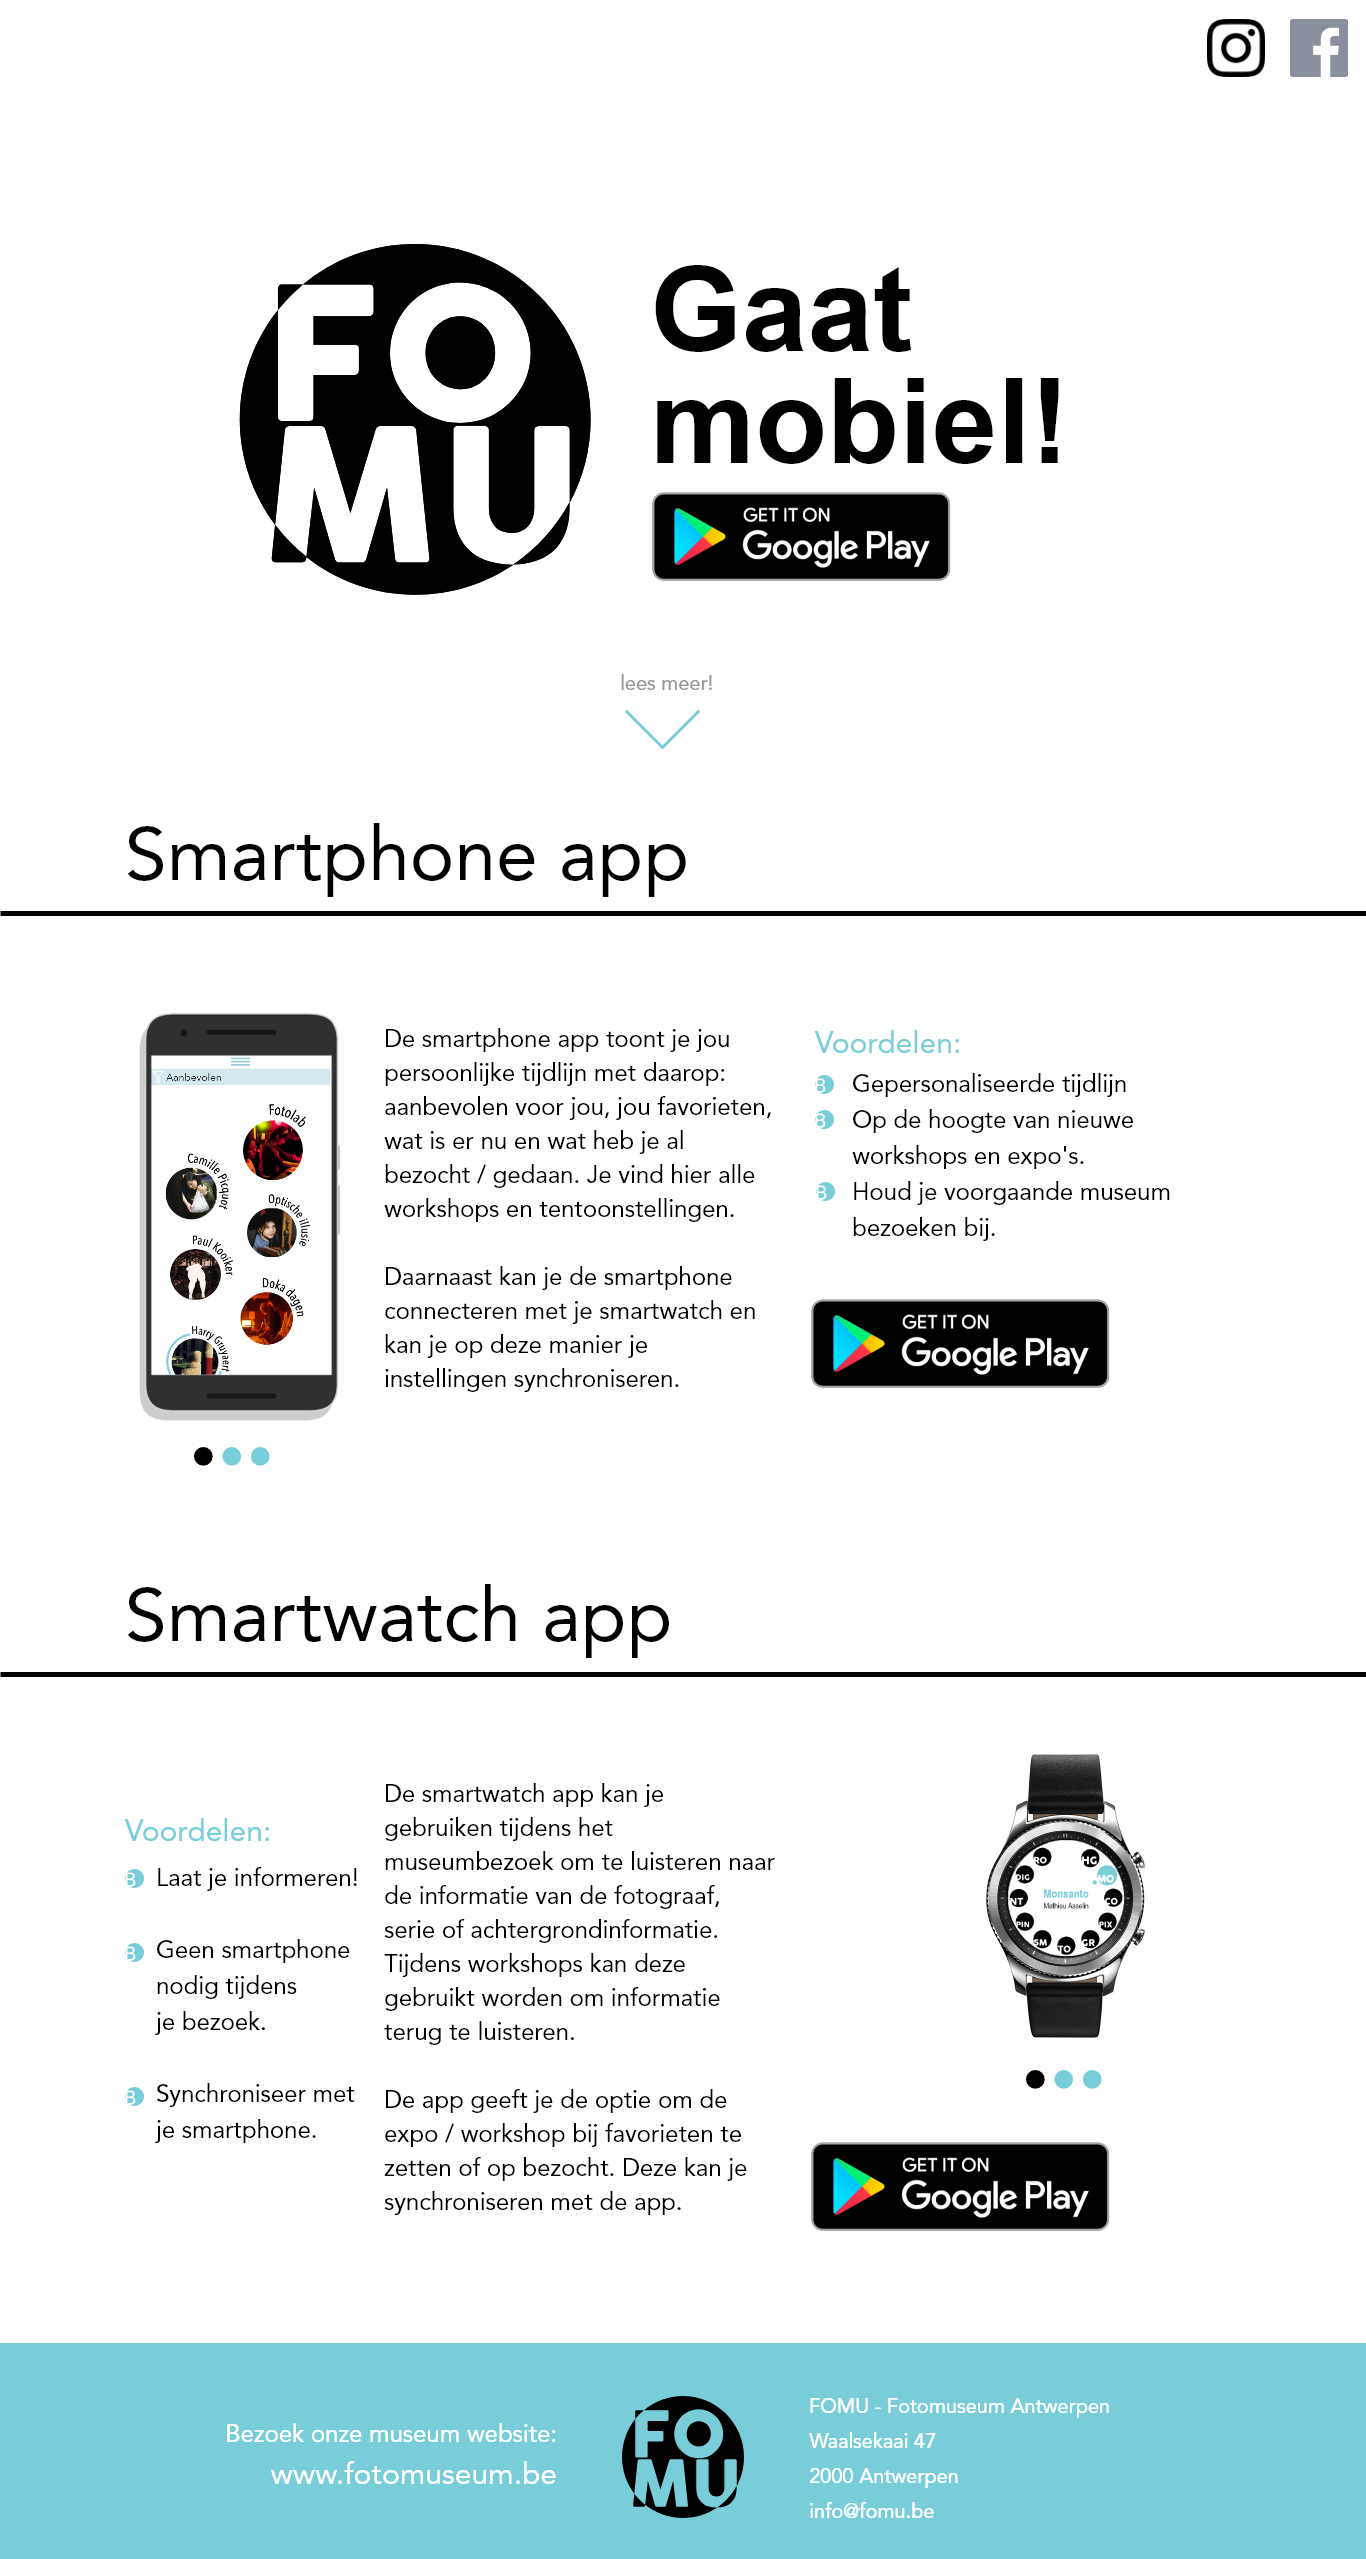 FOMU
Gaat
mobiel!
GET IT ON
Google Play
lees meer!
Smartphone app
Aanbevolen
Fotolab
Camille Picquot
Optische illusie
Paul Kooiker
Doka dagen
Harry Gruyaert
De smartphone app toont je jou
persoonlijke tijdlijn met daarop:
aanbevolen voor jou, jou favorieten,
wat is er nu en wat heb je al
bezocht / gedaan. Je vind hier alle
workshops en tentoonstellingen.
Daarnaast kan je de smartphone
connecteren met je smartwatch en
kan je op deze manier je
instellingen synchroniseren.
Voordelen:
B Gepersonaliseerde tijdlijn
B Op de hoogte van nieuwe
workshops en expo's.
B Houd je voorgaande museum
bezoeken bij.
GET IT ON
Google Play
Smartwatch app
Voordelen:
B Laat je informeren!
B Geen smartphone
nodig tijdens
je bezoek.
B Synchroniseer met
je smartphone.
De smartwatch app kan je
gebruiken tijdens het
museumbezoek om te luisteren naar
de informatie van de fotograaf,
serie of achtergrondinformatie.
Tijdens workshops kan deze
gebruikt worden om informatie
terug te luisteren.
De app geeft je de optie om de
expo / workshop bij favorieten te
zetten of op bezocht. Deze kan je
synchroniseren met de app.
RO
HG
DIG
MO
NT
Monsanto
Mathieu Asselin
CO
PIN
PIX
SM
TO
GR
GET IT ON
Google Play
Bezoek onze museum website:
www.fotomuseum.be
FOMU
FOMU - Fotomuseum Antwerpen
Waalsekaai 47
2000 Antwerpen
info@fomu.be